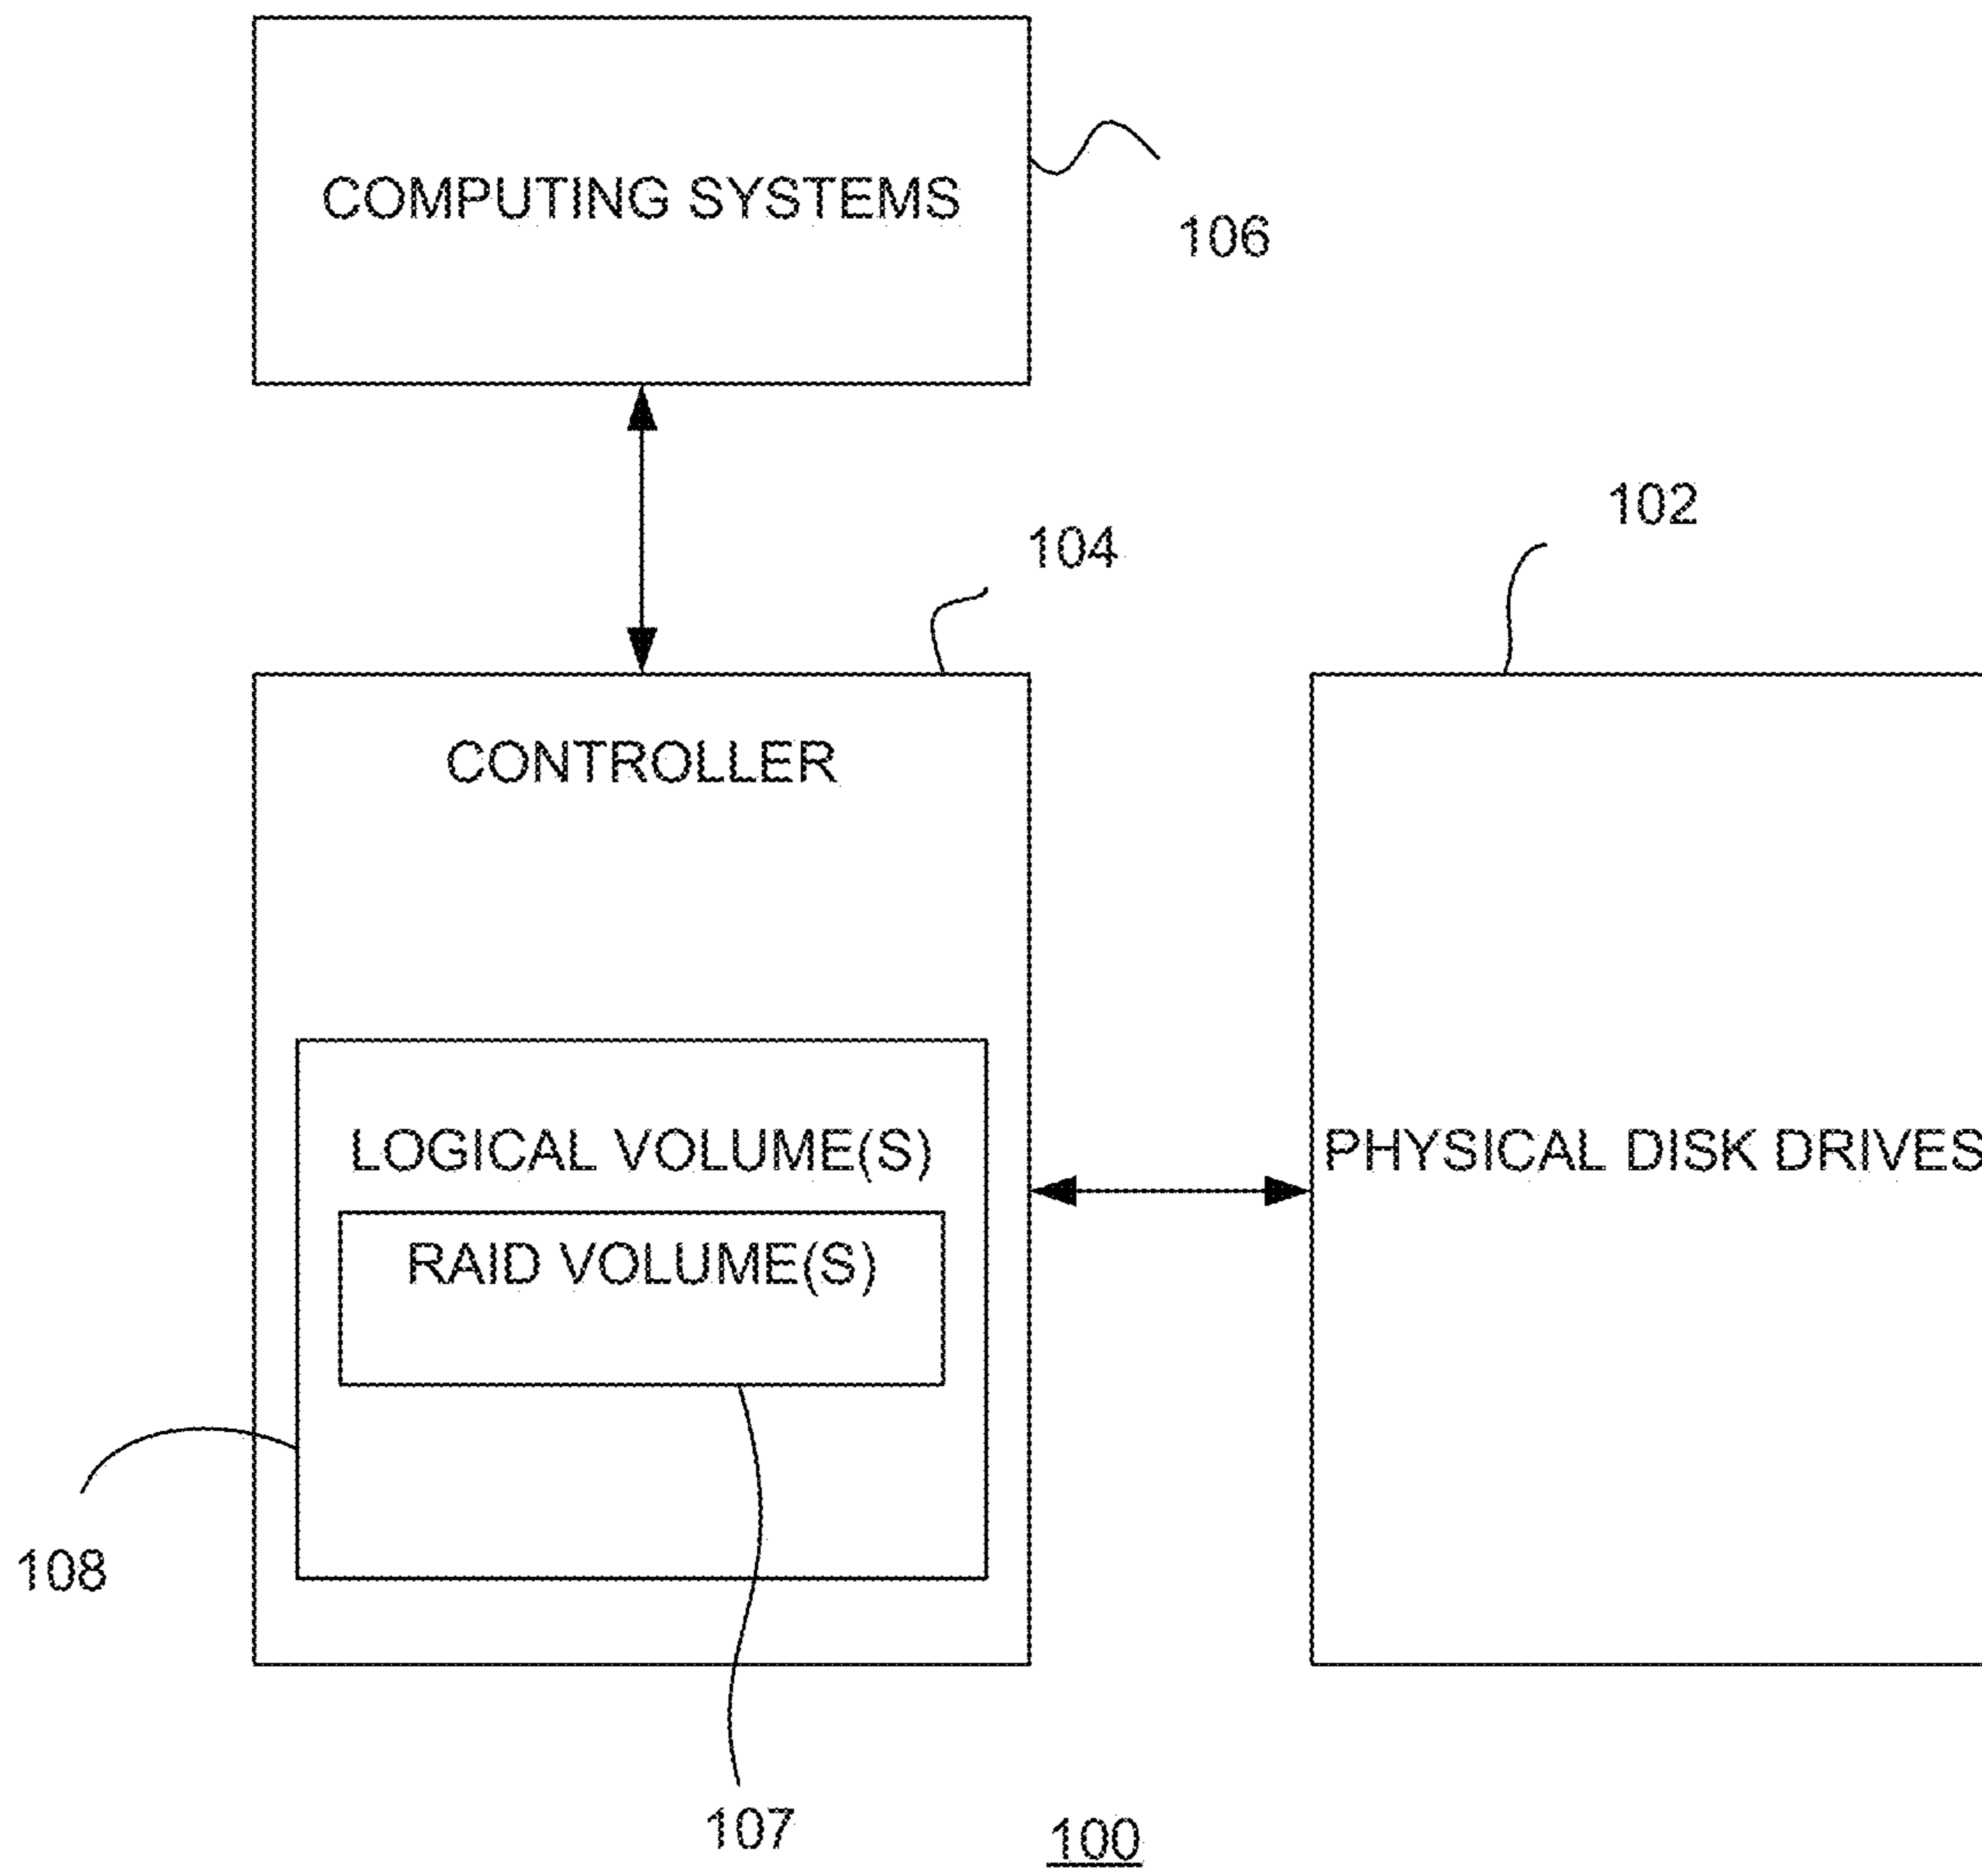 COMPUTING SYSTEMS
106
102
104
CONTROLLER
LOGICAL VOLUME(S)
PHYSICAL DISK DRIVES
RAID VOLUME(S)
108
107
100